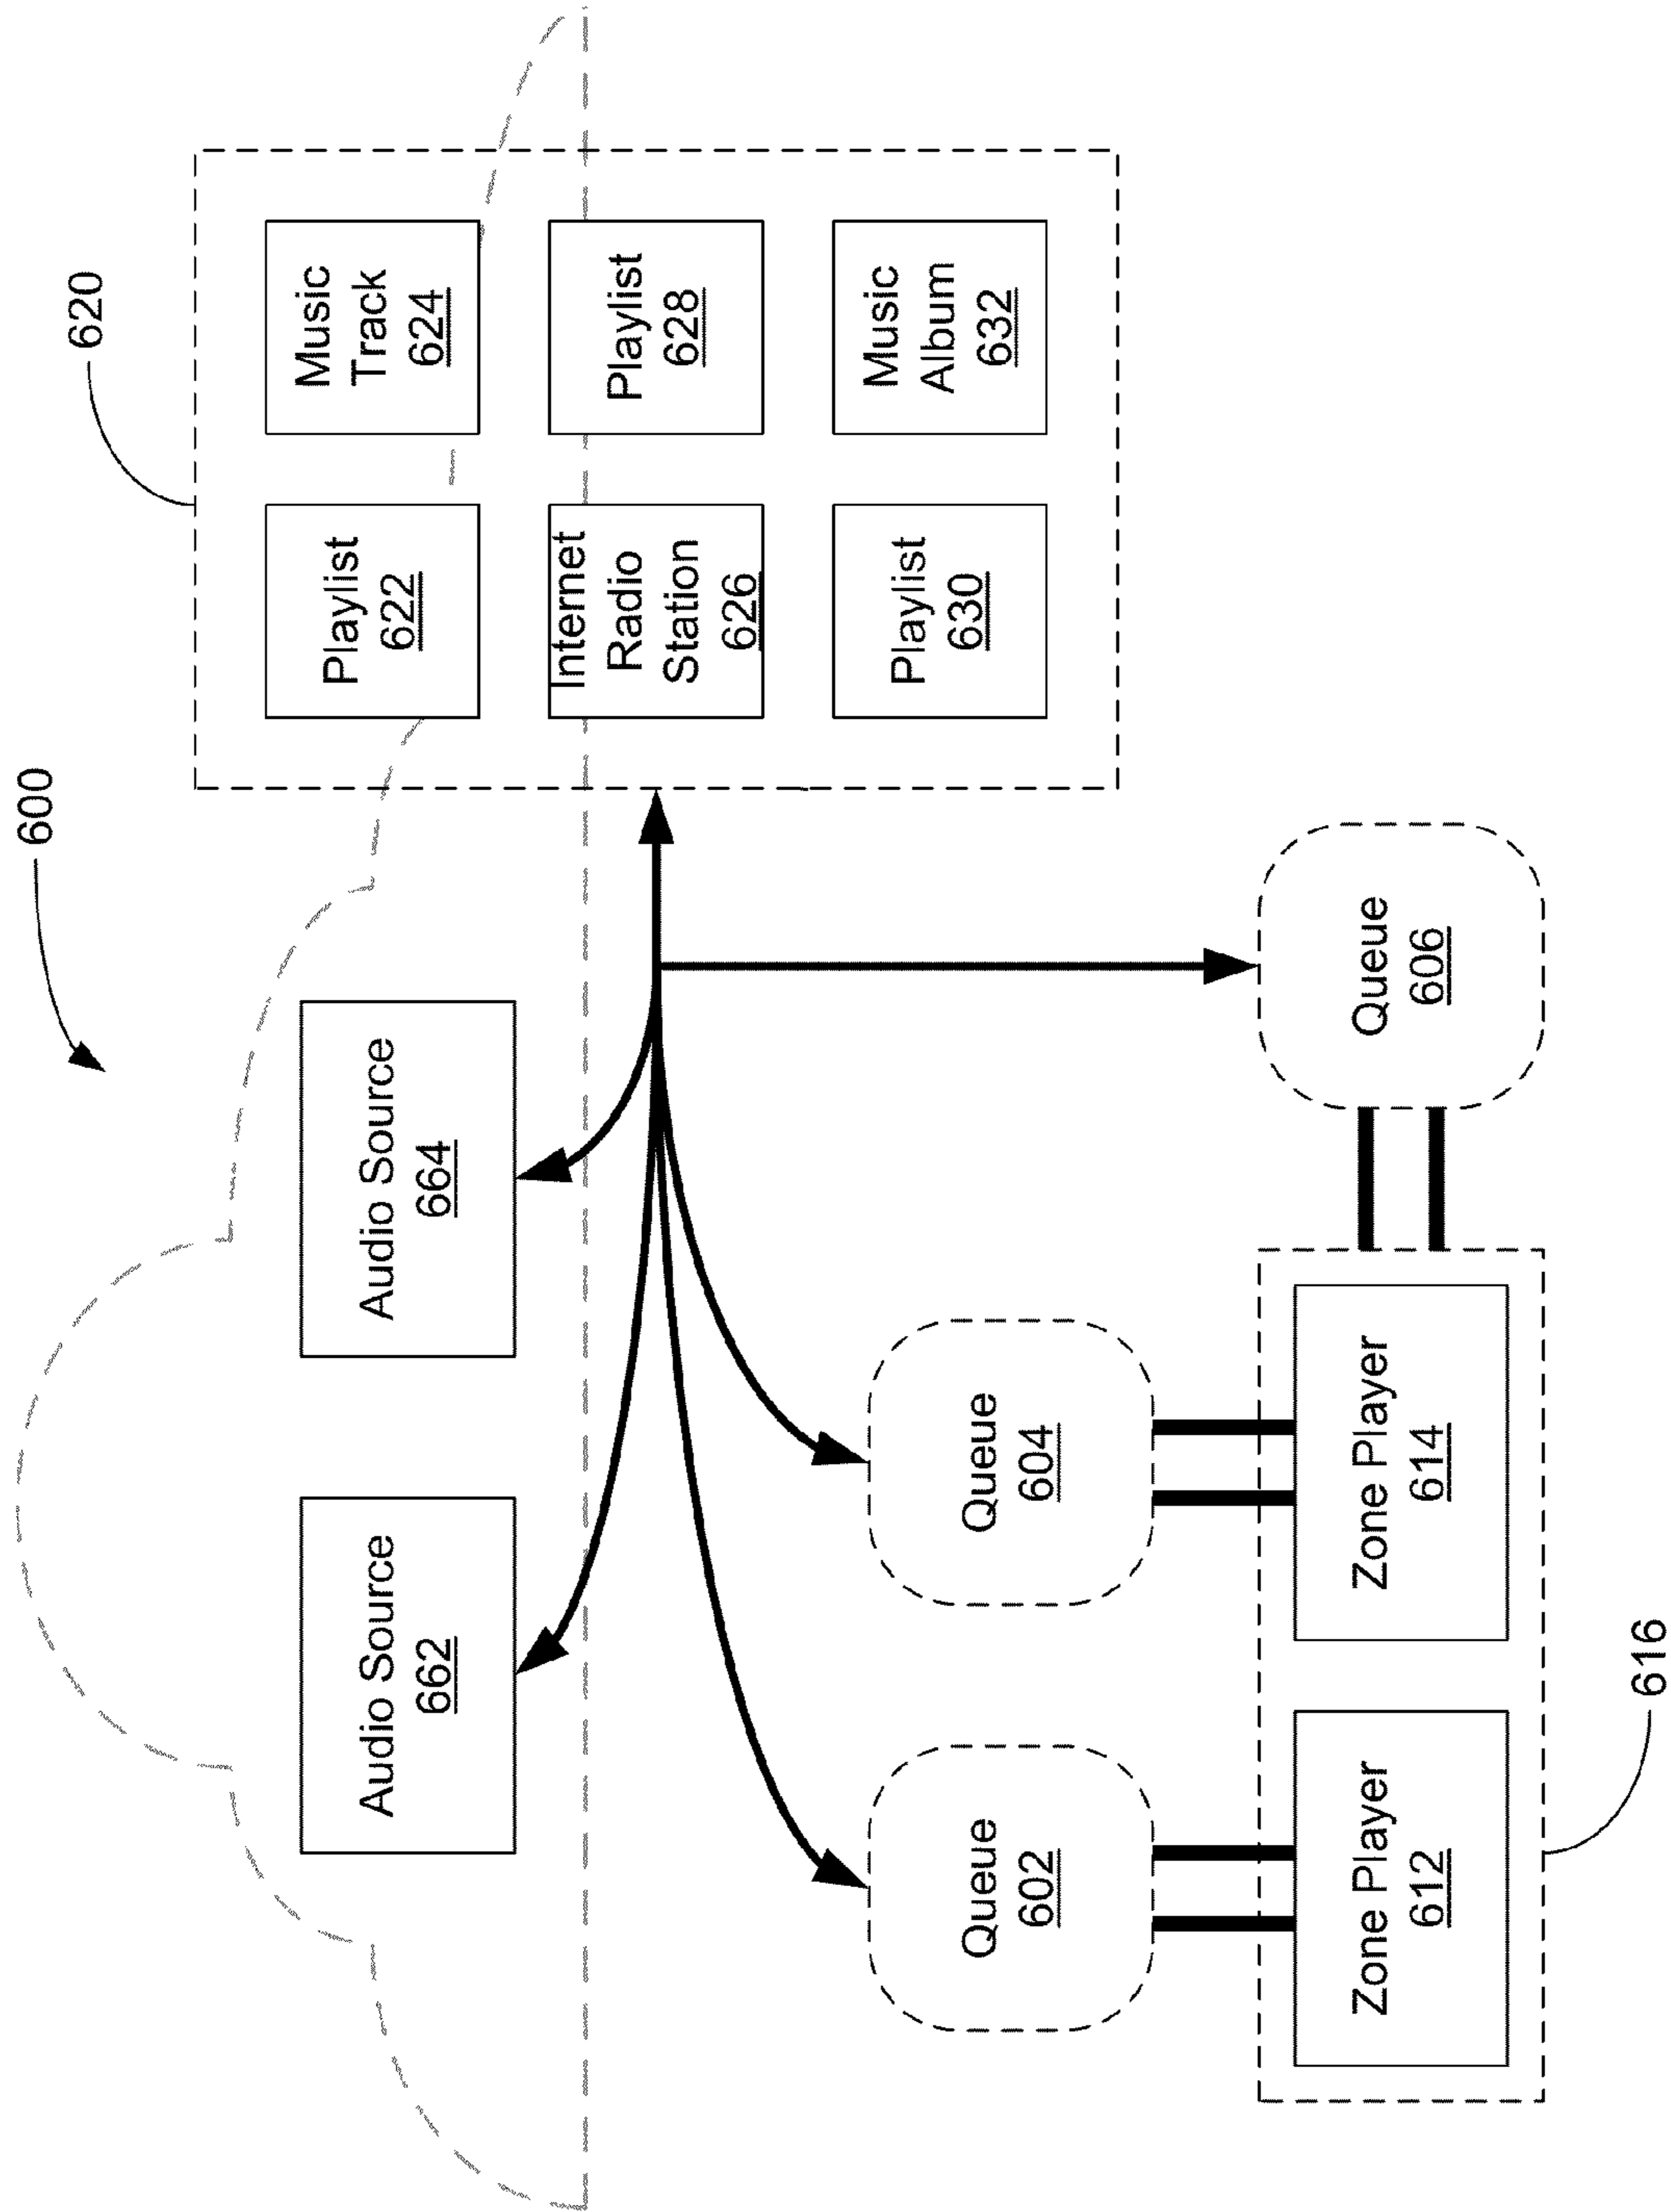 600
620
Audio Source
662
Audio Source
664
Playlist
622
Music
Track
624
Internet
Radio
Station
626
Playlist
628
Playlist
630
Music
Album
632
Queue
602
Queue
604
Queue
606
Zone Player
612
Zone Player
614
616